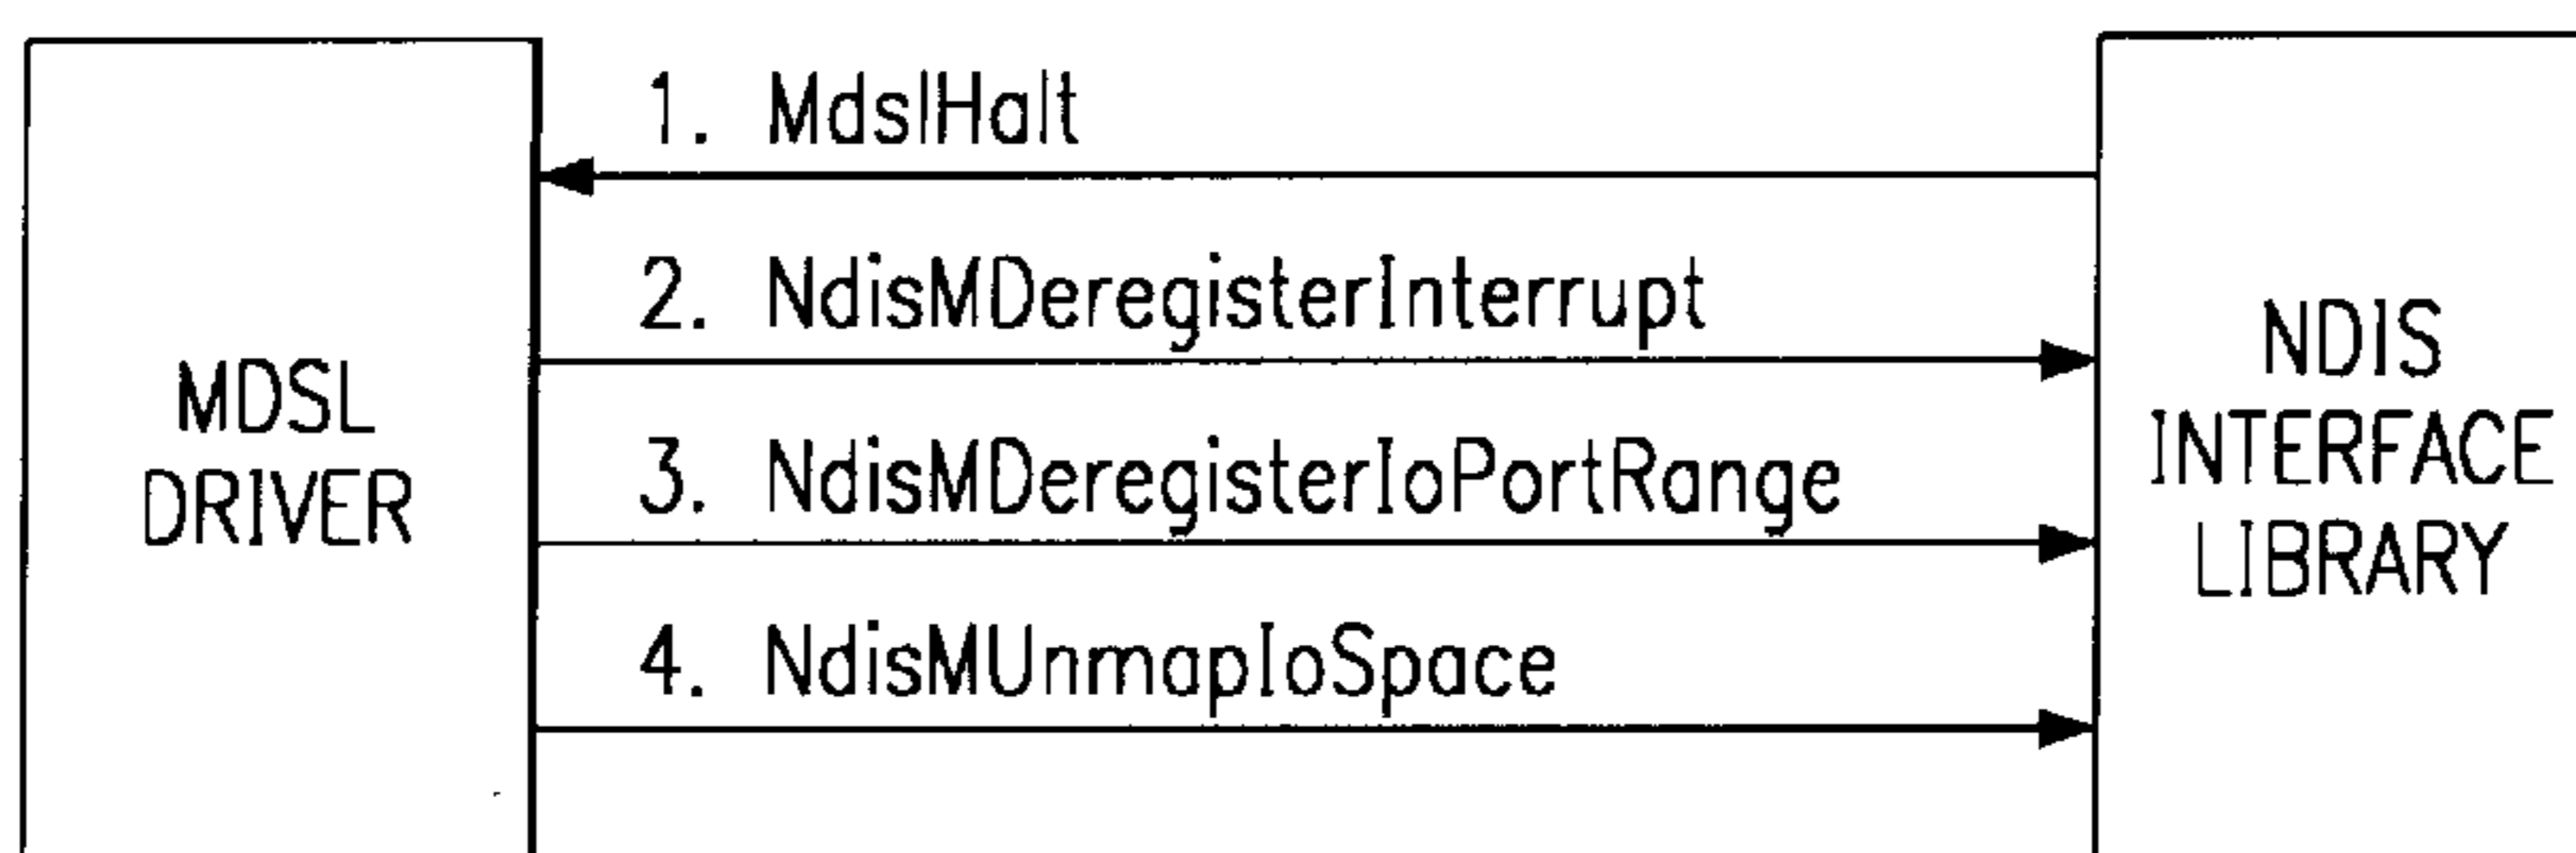 MDSL
DRIVER
1. MdslHalt
2. NdisMDeregisterInterrupt
3. NdisMDeregisterIoPortRange
4. NdisMUnmapIoSpace
NDIS
INTERFACE
LIBRARY